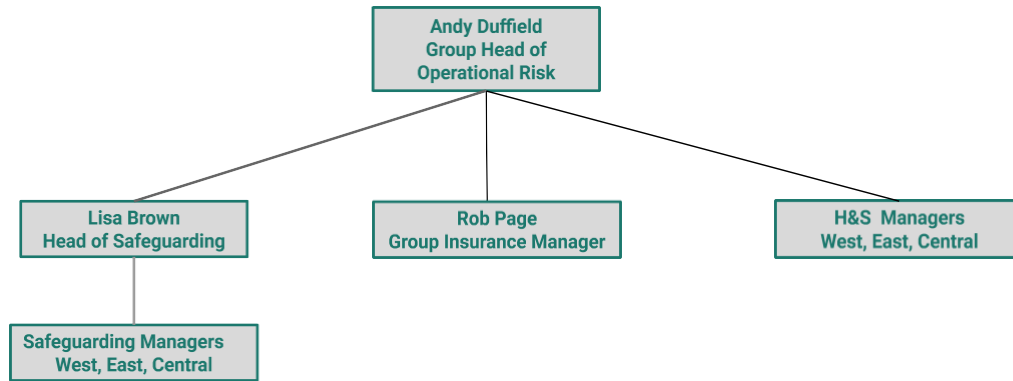 Andy Duffield
Group Head of
Operational Risk
Lisa Brown
Head of Safeguarding
Rob Page
Group Insurance Manager
H&S Managers
West, East, Central
Safeguarding Managers
West, East, Central